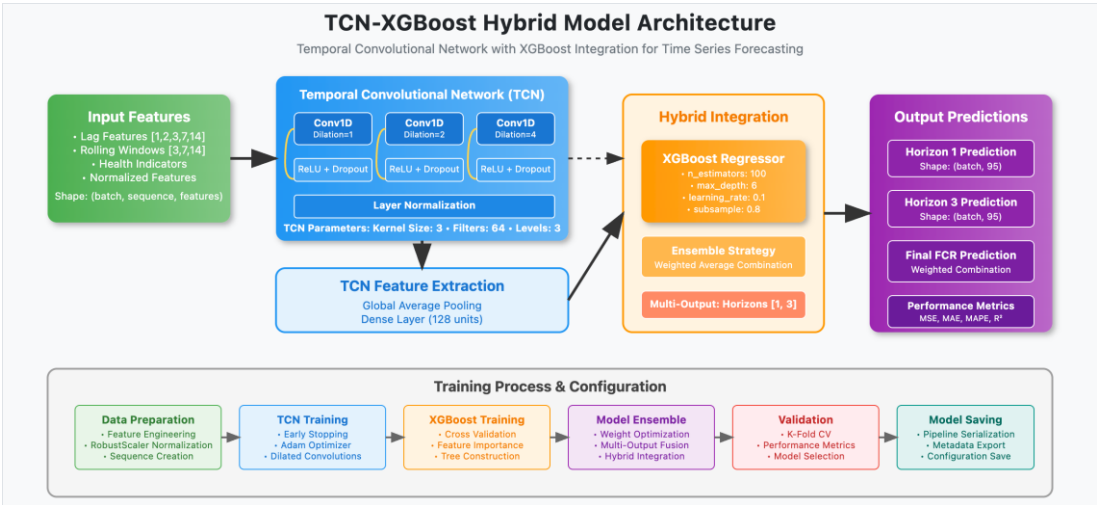 TCN-XGBoost Hybrid Model Architecture
Temporal Convolutional Network with XGBoost Integration for Time Series Forecasting
Input Features
• Lag Features [1,2,3,7,14]
• Rolling Windows [3,7,14]
• Health Indicators
• Normalized Features
Shape: (batch, sequence, features)
Temporal Convolutional Network (TCN)
Conv1D
Dilation=1
Conv1D
Dilation=2
Conv1D
Dilation=4
ReLU + Dropout
ReLU + Dropout
ReLU + Dropout
Layer Normalization
TCN Parameters: Kernel Size: 3 • Filters: 64 • Levels: 3
TCN Feature Extraction
Global Average Pooling
Dense Layer (128 units)
Hybrid Integration
XGBoost Regressor
• n_estimators: 100
• max_depth: 6
• learning_rate: 0.1
• subsample: 0.8
Ensemble Strategy
Weighted Average Combination
Multi-Output: Horizons [1, 3]
Output Predictions
Horizon 1 Prediction
Shape: (batch, 95)
Horizon 3 Prediction
Shape: (batch, 95)
Final FCR Prediction
Weighted Combination
Performance Metrics
MSE, MAE, MAPE, R²
Training Process & Configuration
Data Preparation
• Feature Engineering
• RobustScaler Normalization
• Sequence Creation
TCN Training
• Early Stopping
• Adam Optimizer
• Dilated Convolutions
XGBoost Training
• Cross Validation
• Feature Importance
• Tree Construction
Model Ensemble
• Weight Optimization
• Multi-Output Fusion
• Hybrid Integration
Validation
• K-Fold CV
• Performance Metrics
• Model Selection
Model Saving
• Pipeline Serialization
• Metadata Export
• Configuration Save